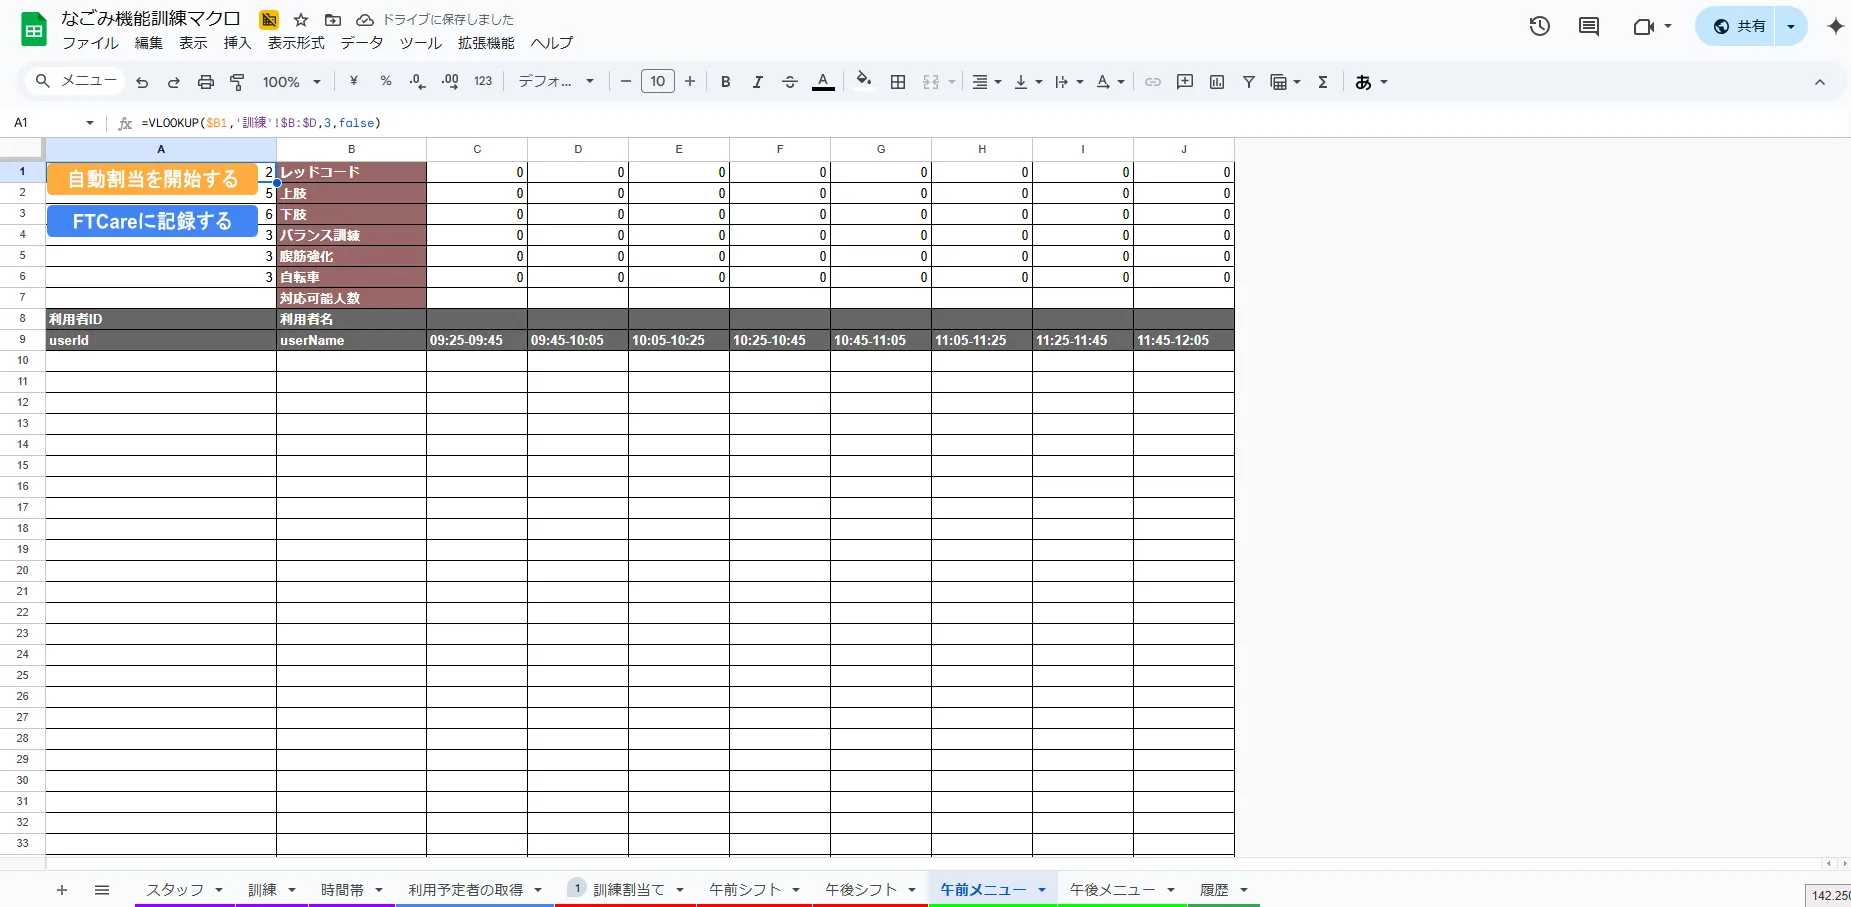 なごみ機能訓練マクロ ドライブに保存しました
ファイル 編集 表示 挿入 表示形式 データ ツール 拡張機能 ヘルプ
共有
メニュー 100% ¥ % .0 .00 123 デフォ... 10 B I A あ
A1 fx =VLOOKUP($B1,'訓練'!$B:$D,3,false)
A B C D E F G H I J
1 自動割当を開始する 2 レッドコード 0 0 0 0 0 0 0 0
2 5 上肢 0 0 0 0 0 0 0 0
3 FTCareに記録する 6 下肢 0 0 0 0 0 0 0 0
4 3 バランス訓練 0 0 0 0 0 0 0 0
5 3 腹筋強化 0 0 0 0 0 0 0 0
6 3 自転車 0 0 0 0 0 0 0 0
7 対応可能人数
8 利用者ID 利用者名
9 userId userName 09:25-09:45 09:45-10:05 10:05-10:25 10:25-10:45 10:45-11:05 11:05-11:25 11:25-11:45 11:45-12:05
10
11
12
13
14
15
16
17
18
19
20
21
22
23
24
25
26
27
28
29
30
31
32
33
スタッフ 訓練 時間帯 利用予定者の取得 1 訓練割当て 午前シフト 午後シフト 午前メニュー 午後メニュー 履歴